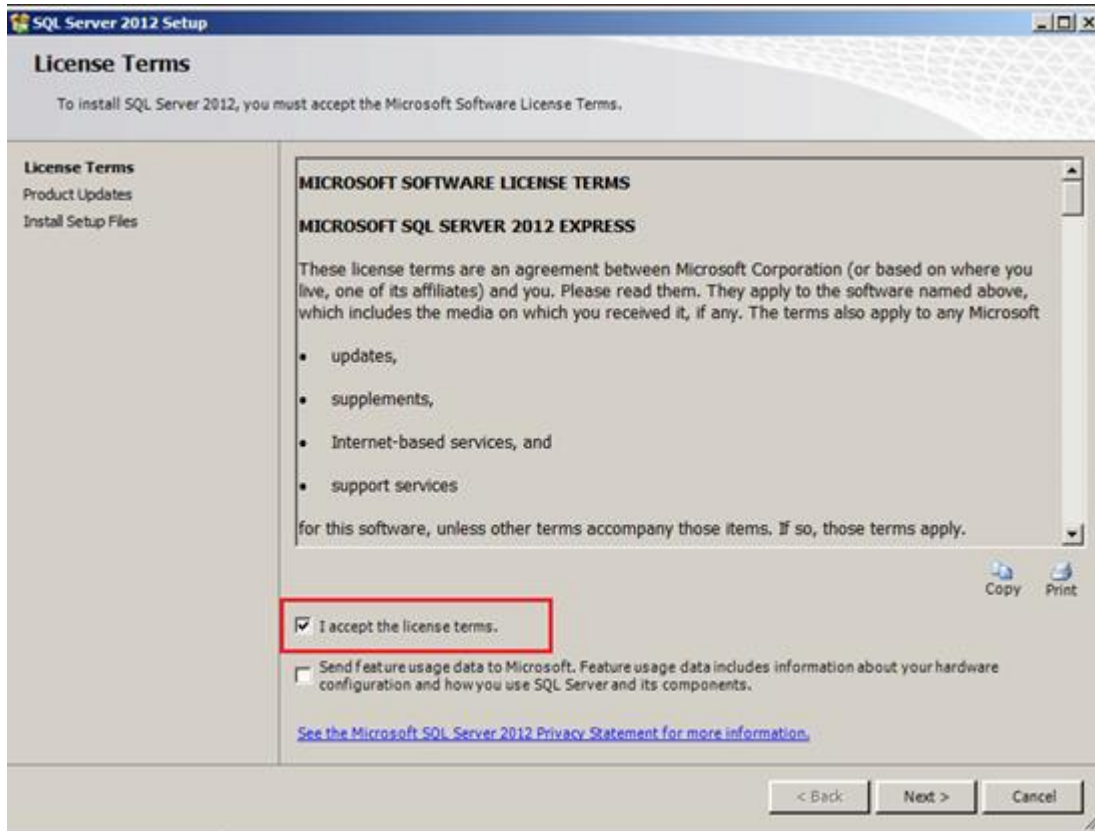 SQL Server 2012 Setup
License Terms
To install SQL Server 2012, you must accept the Microsoft Software License Terms.
License Terms
Product Updates
Install Setup Files
MICROSOFT SOFTWARE LICENSE TERMS
MICROSOFT SQL SERVER 2012 EXPRESS
These license terms are an agreement between Microsoft Corporation (or based on where you
live, one of its affiliates) and you. Please read them. They apply to the software named above,
which includes the media on which you received it, if any. The terms also apply to any Microsoft
• updates,
• supplements,
• Internet-based services, and
• support services
for this software, unless other terms accompany those items. If so, those terms apply.
Copy Print
I accept the license terms.
Send feature usage data to Microsoft. Feature usage data includes information about your hardware
configuration and how you use SQL Server and its components.
See the Microsoft SQL Server 2012 Privacy Statement for more information.
< Back Next > Cancel